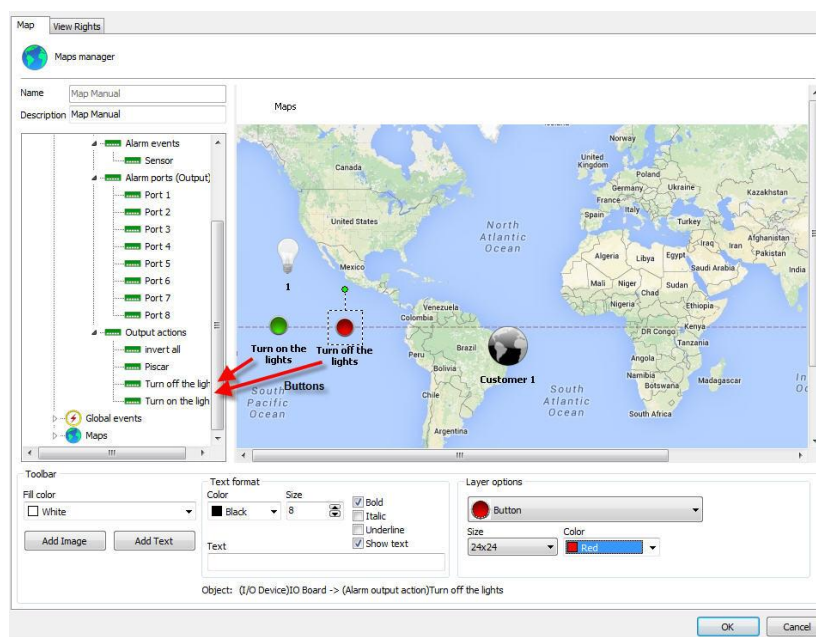 Map
View Rights
Maps manager
Name
Map Manual
Description
Map Manual
Alarm events
Sensor
Alarm ports (Output)
Port 1
Port 2
Port 3
Port 4
Port 5
Port 6
Port 7
Port 8
Output actions
invert all
Piscar
Turn off the ligh
Turn on the ligh
Global events
Maps
Maps
Norway
United
Kingdom
Poland
Germany
Ukraine
Kazakhstan
France
Italy
Spain
Turkey
Canada
United States
North
Atlantic
Ocean
Mexico
Algeria
Libya
Egypt
Iraq
Iran
Afghanistan
Pakistan
Saudi Arabia
India
Mali
Niger
Chad
Sudan
Nigeria
Ethiopia
1
Venezuela
Colombia
DR Congo
Kenya
Tanzania
Turn on the
lights
Turn off the
lights
Peru
Brazil
Bolivia
Customer 1
Angola
Namibia
Botswana
Madagascar
Buttons
South
Pacific
Ocean
Chile
South
Atlantic
Ocean
South Africa
In
Argentina
Toolbar
Fill color
White
Add Image
Add Text
Text format
Color
Size
Black
8
Bold
Italic
Underline
Show text
Text
Layer options
Button
Size
Color
24x24
Red
Object: (I/O Device)IO Board -> (Alarm output action)Turn off the lights
OK
Cancel